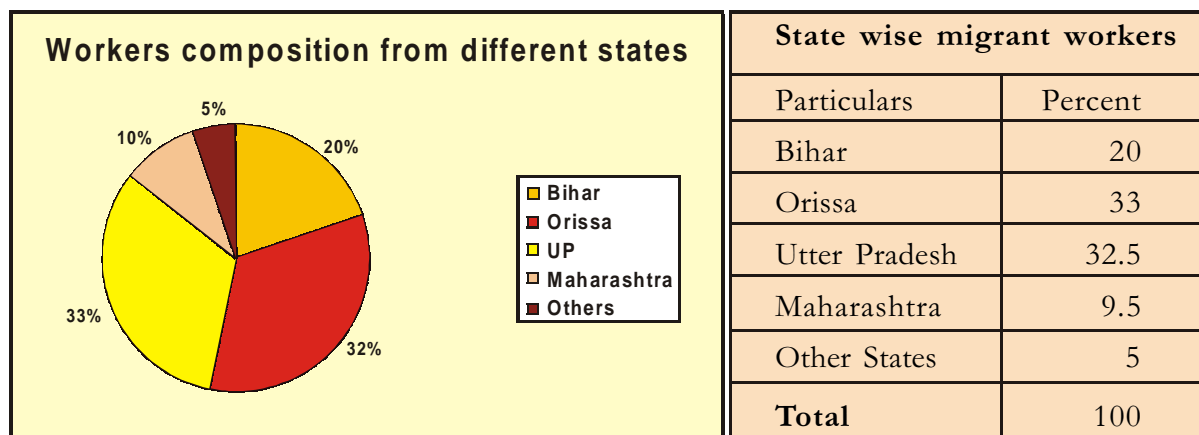 Workers composition from different states
5%
10%
20%
33%
32%
Bihar
Orissa
UP
Maharashtra
Others
State wise migrant workers
Particulars Percent
Bihar 20
Orissa 33
Utter Pradesh 32.5
Maharashtra 9.5
Other States 5
Total 100